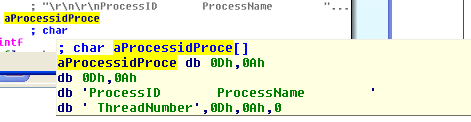 ; "\r\n\r\nProcessID      ProcessName      "...
aProcessidProce
; char
intf
; char aProcessidProce[]
aProcessidProce db 0Dh,0Ah
db 0Dh,0Ah
db 'ProcessID      ProcessName      '
db ' ThreadNumber',0Dh,0Ah,0